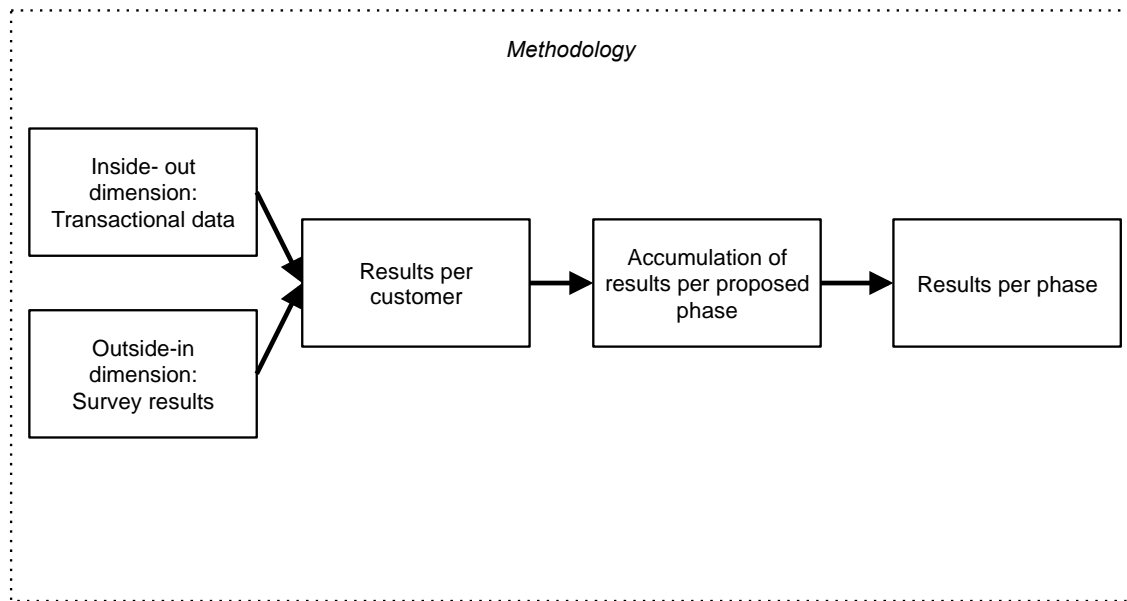 Methodology
Inside- out
dimension:
Transactional data
Outside-in
dimension:
Survey results
Results per
customer
Accumulation of
results per proposed
phase
Results per phase